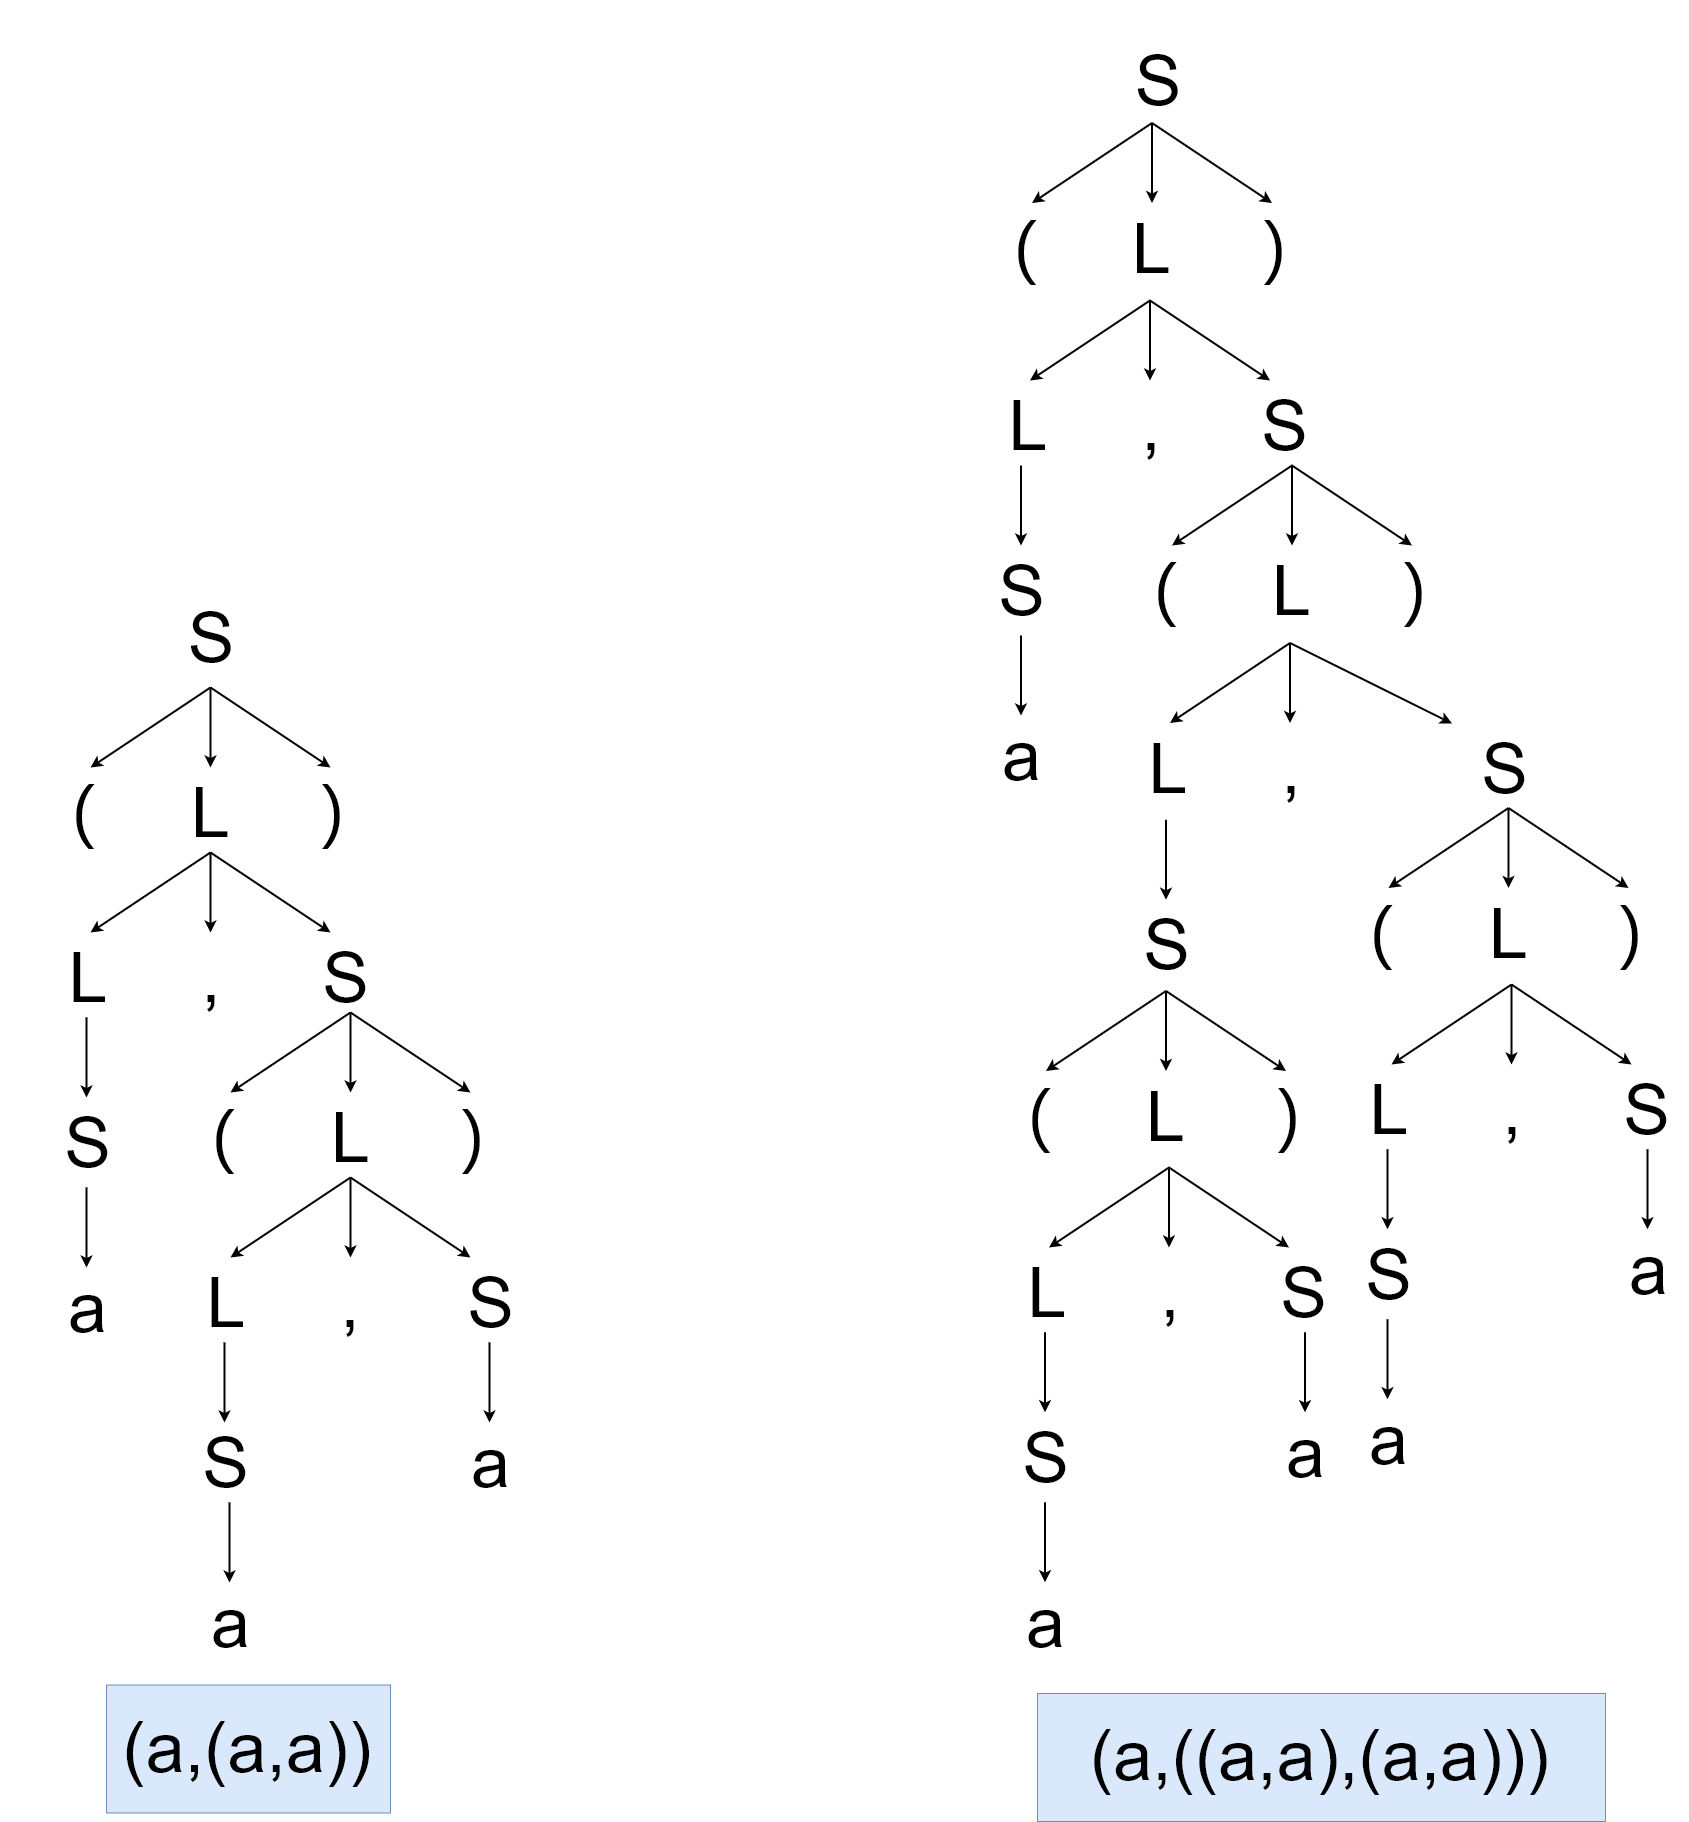 S
( L )
L , S
S ( L )
a L , S
S a
a
(a,(a,a))
S
( L )
L , S
S ( L )
a L , S
S ( L )
( L ) L , S
L , S S a
S a a
a
(a,((a,a),(a,a)))